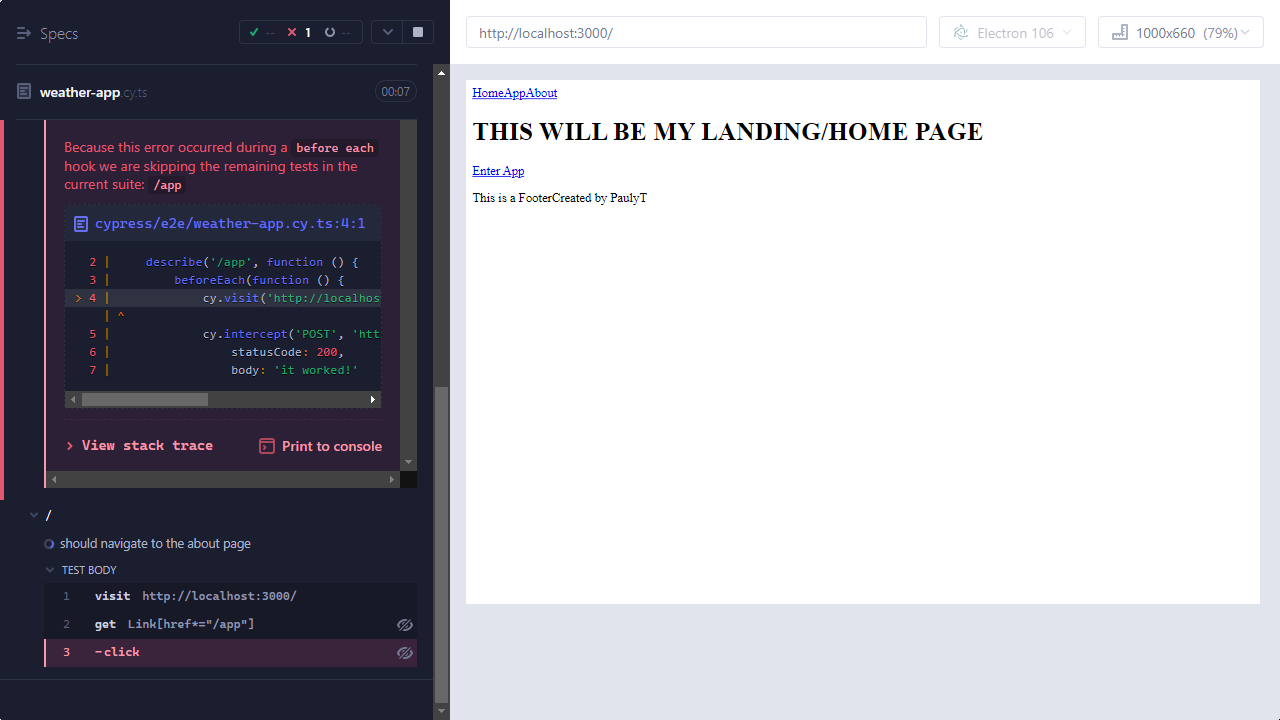 Specs
-- 1 --
weather-app.cy.ts
00:07
Because this error occurred during a before each
hook we are skipping the remaining tests in the
current suite: /app
cypress/e2e/weather-app.cy.ts:4:1
2 | describe('/app', function () {
3 | beforeEach(function () {
> 4 | cy.visit('http://localhos
| ^
5 | cy.intercept('POST', 'htt
6 | statusCode: 200,
7 | body: 'it worked!'
> View stack trace
Print to console
/
should navigate to the about page
TEST BODY
1 visit http://localhost:3000/
2 get Link[href*="/app"]
3 -click
http://localhost:3000/
Electron 106
1000x660 (79%)
HomeAppAbout
THIS WILL BE MY LANDING/HOME PAGE
Enter App
This is a FooterCreated by PaulyT